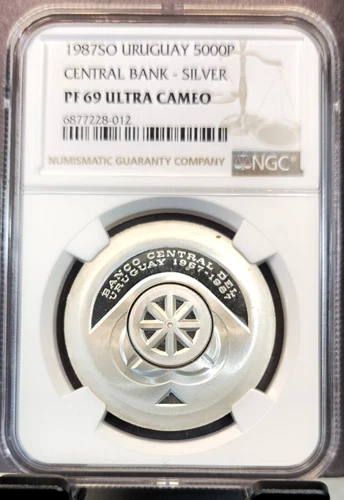 1987SO URUGUAY 5000P
CENTRAL BANK - SILVER
PF 69 ULTRA CAMEO
6877228-012
NUMISMATIC GUARANTY COMPANY
NGC
BANCO CENTRAL DEL
URUGUAY 1967-1987